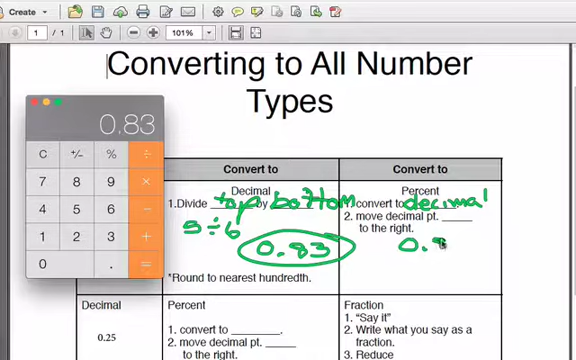 Create
1 / 1
101%
Converting to All Number
Types
0.83
C +/- % ÷
7 8 9 ×
4 5 6 −
1 2 3 +
0 . =
Convert to
Convert to
Decimal
1.Divide top by bottom
5÷6
0.83
*Round to nearest hundredth.
Percent
1. convert to decimal
2. move decimal pt. _____
to the right.
0.8
Decimal
0.25
Percent
1. convert to _______.
2. move decimal pt. _____
to the right.
Fraction
1. "Say it"
2. Write what you say as a
fraction.
3. Reduce